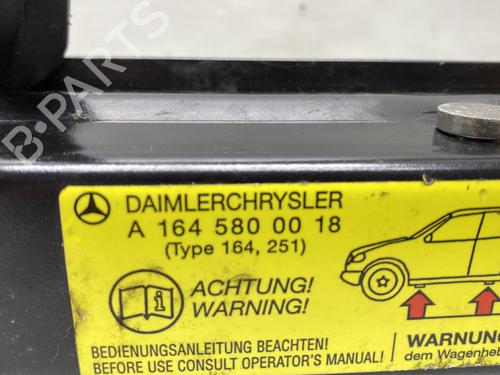 B-PARTS
DAIMLERCHRYSLER
A 164 580 00 18
(Type 164, 251)
ACHTUNG!
WARNING!
BEDIENUNGSANLEITUNG BEACHTEN!
BEFORE USE CONSULT OPERATOR'S MANUAL!
WARNUNG
dem Wagenheb